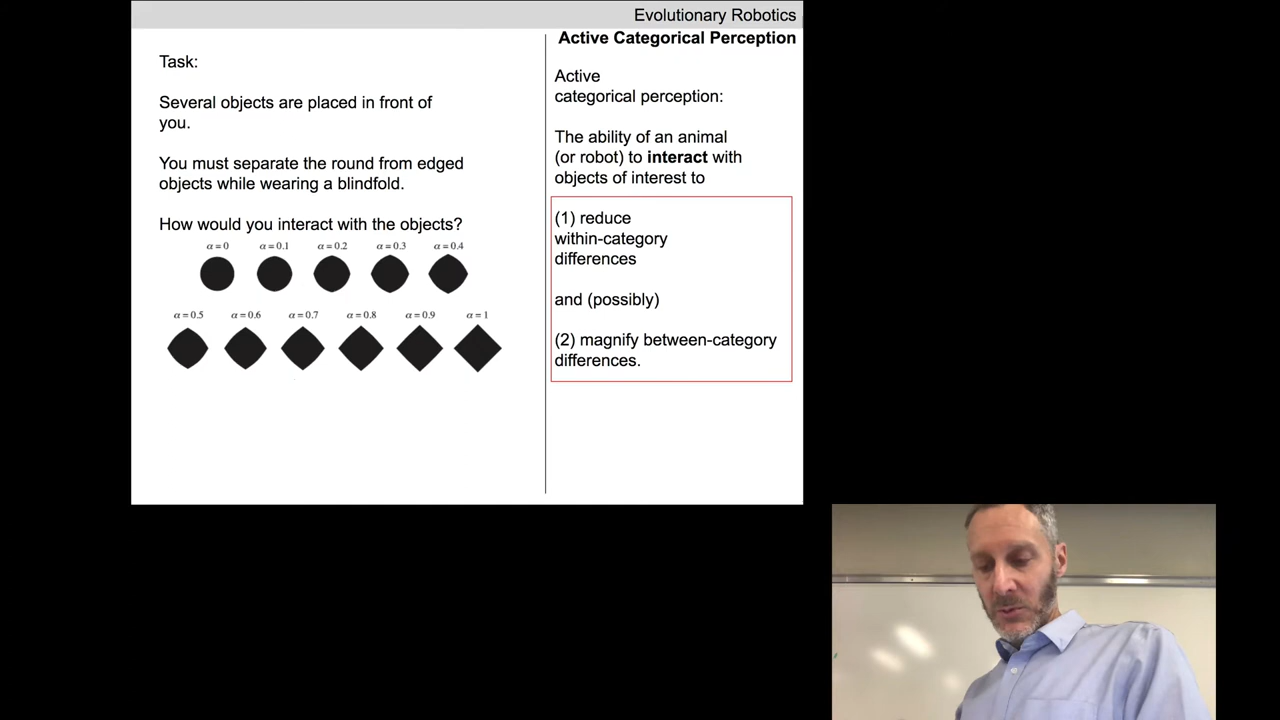 Evolutionary Robotics
Active Categorical Perception
Task:
Several objects are placed in front of
you.
You must separate the round from edged
objects while wearing a blindfold.
How would you interact with the objects?
α = 0 α = 0.1 α = 0.2 α = 0.3 α = 0.4
α = 0.5 α = 0.6 α = 0.7 α = 0.8 α = 0.9 α = 1
Active
categorical perception:
The ability of an animal
(or robot) to interact with
objects of interest to
(1) reduce
within-category
differences
and (possibly)
(2) magnify between-category
differences.